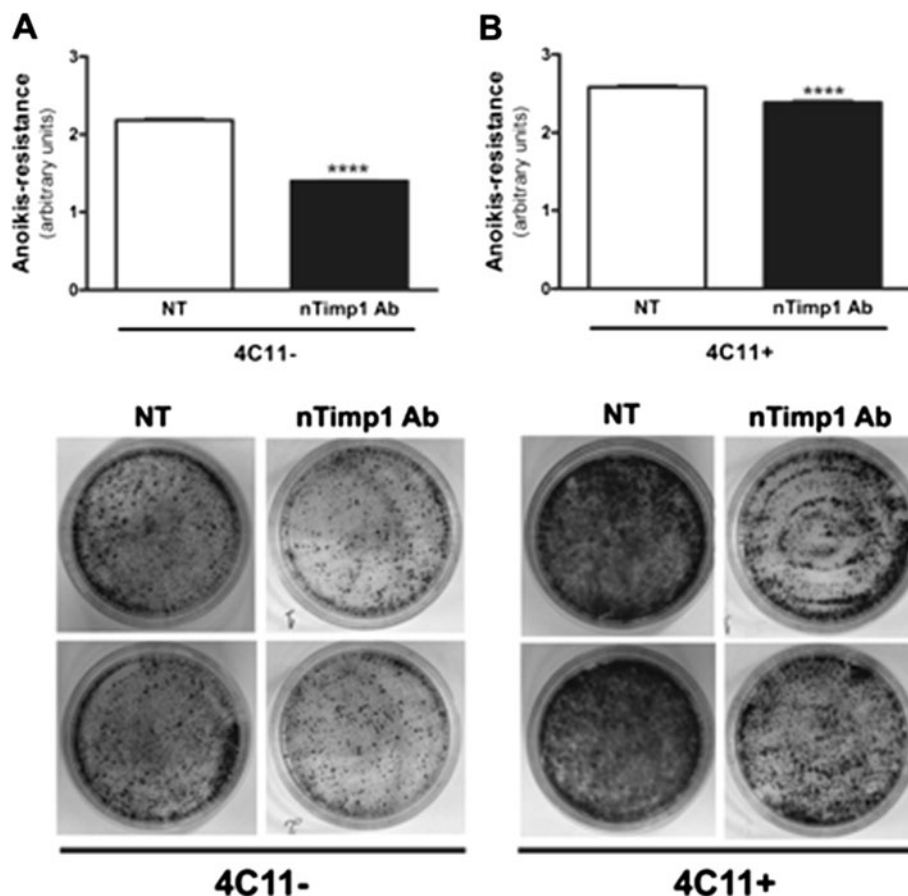 A
3
2
1
0
Anoikis-resistance
(arbitrary units)
****
NT nTimp1 Ab
4C11-
B
3
2
1
0
Anoikis-resistance
(arbitrary units)
****
NT nTimp1 Ab
4C11+
NT nTimp1 Ab
NT nTimp1 Ab
4C11-
4C11+